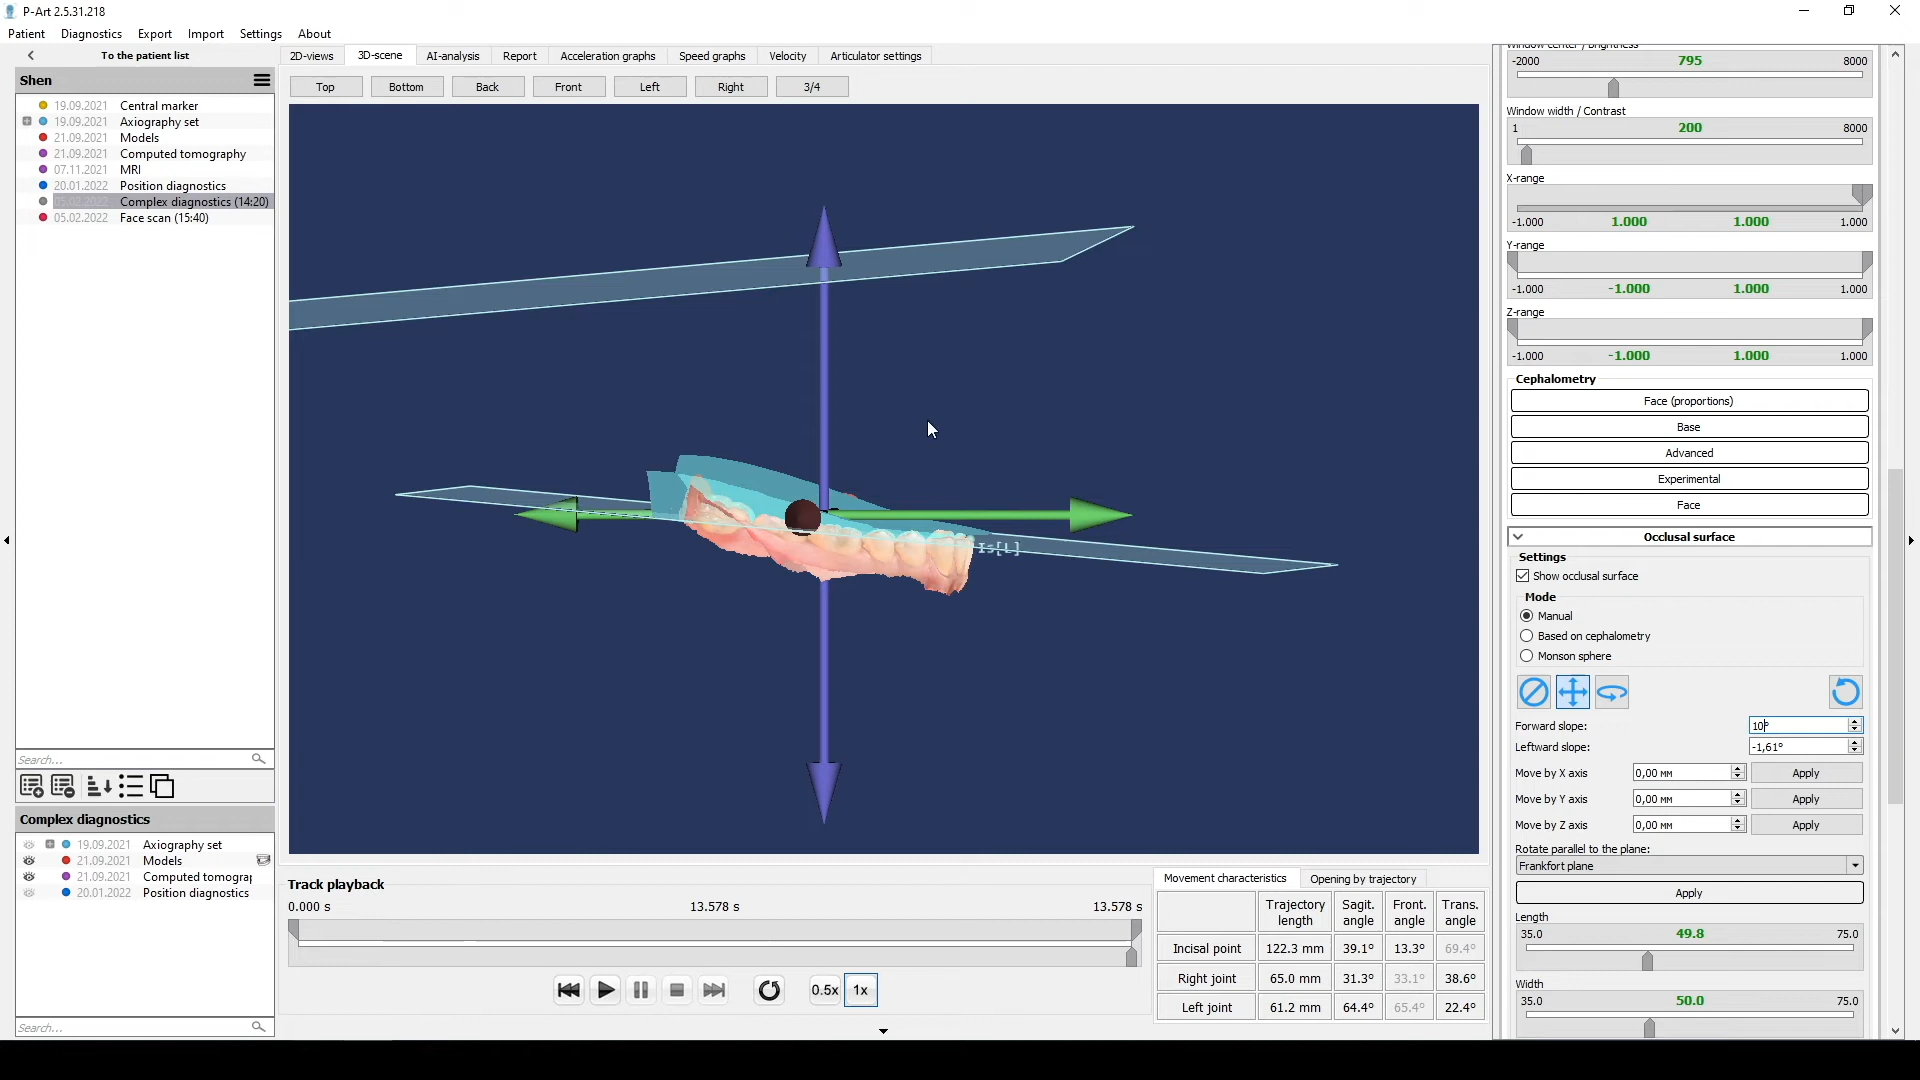 P-Art 2.5.31.218
Patient Diagnostics Export Import Settings About
To the patient list
Shen
19.09.2021 Central marker
19.09.2021 Axiography set
21.09.2021 Models
21.09.2021 Computed tomography
07.11.2021 MRI
20.01.2022 Position diagnostics
05.02.2022 Complex diagnostics (14:20)
05.02.2022 Face scan (15:40)
Search...
Complex diagnostics
19.09.2021 Axiography set
21.09.2021 Models
21.09.2021 Computed tomograp
20.01.2022 Position diagnostics
Search...
2D-views 3D-scene AI-analysis Report Acceleration graphs Speed graphs Velocity Articulator settings
Top Bottom Back Front Left Right 3/4
Is[L]
Track playback
0.000 s 13.578 s 13.578 s
0.5x 1x
Movement characteristics Opening by trajectory
Trajectory length Sagit. angle Front. angle Trans. angle
Incisal point 122.3 mm 39.1° 13.3° 69.4°
Right joint 65.0 mm 31.3° 33.1° 38.6°
Left joint 61.2 mm 64.4° 65.4° 22.4°
Window center / Brightness
-2000 795 8000
Window width / Contrast
1 200 8000
X-range
-1.000 1.000 1.000 1.000
Y-range
-1.000 -1.000 1.000 1.000
Z-range
-1.000 -1.000 1.000 1.000
Cephalometry
Face (proportions)
Base
Advanced
Experimental
Face
Occlusal surface
Settings
Show occlusal surface
Mode
Manual
Based on cephalometry
Monson sphere
Forward slope: 10°
Leftward slope: -1,61°
Move by X axis 0,00 мм Apply
Move by Y axis 0,00 мм Apply
Move by Z axis 0,00 мм Apply
Rotate parallel to the plane:
Frankfort plane
Apply
Length
35.0 49.8 75.0
Width
35.0 50.0 75.0